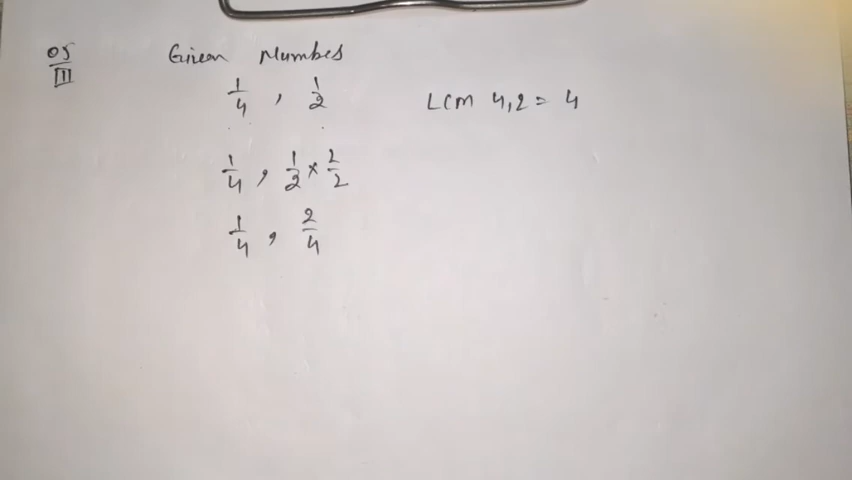 05/III Given Numbes
1/4 , 1/2 LCM 4,2 = 4
1/4 , 1/2 × 2/2
1/4 , 2/4